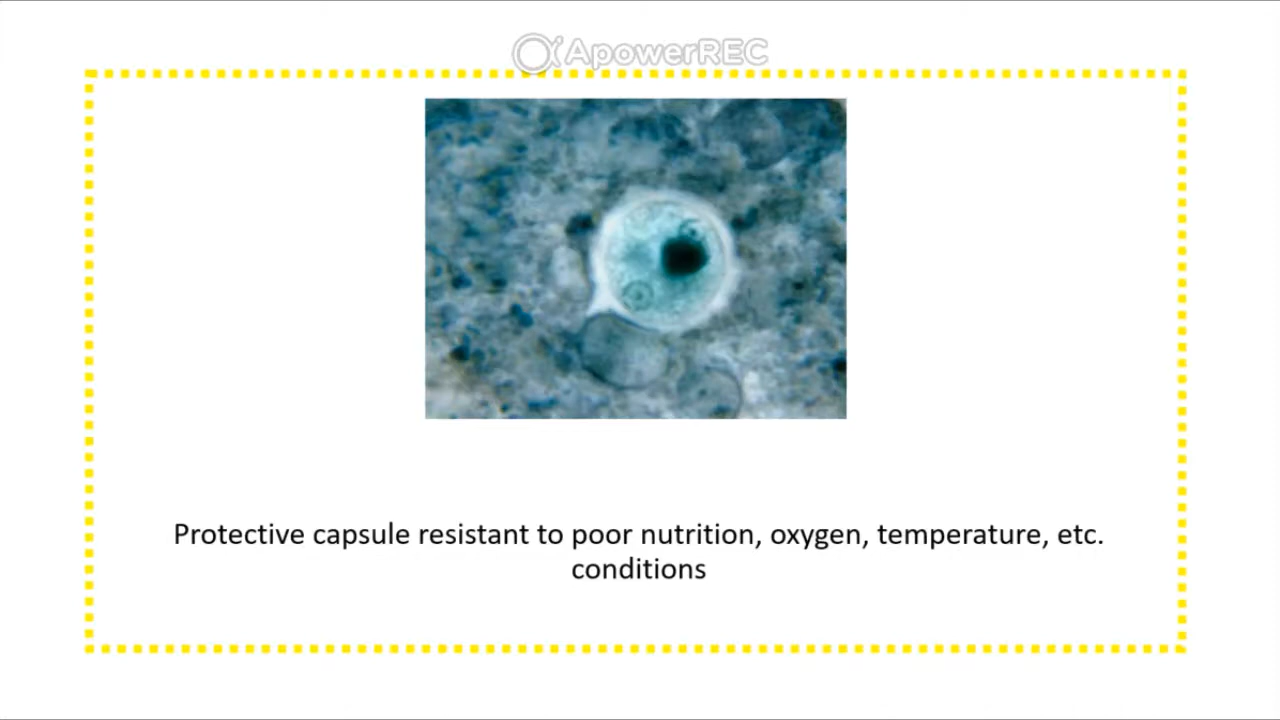 ApowerREC
Protective capsule resistant to poor nutrition, oxygen, temperature, etc.
conditions